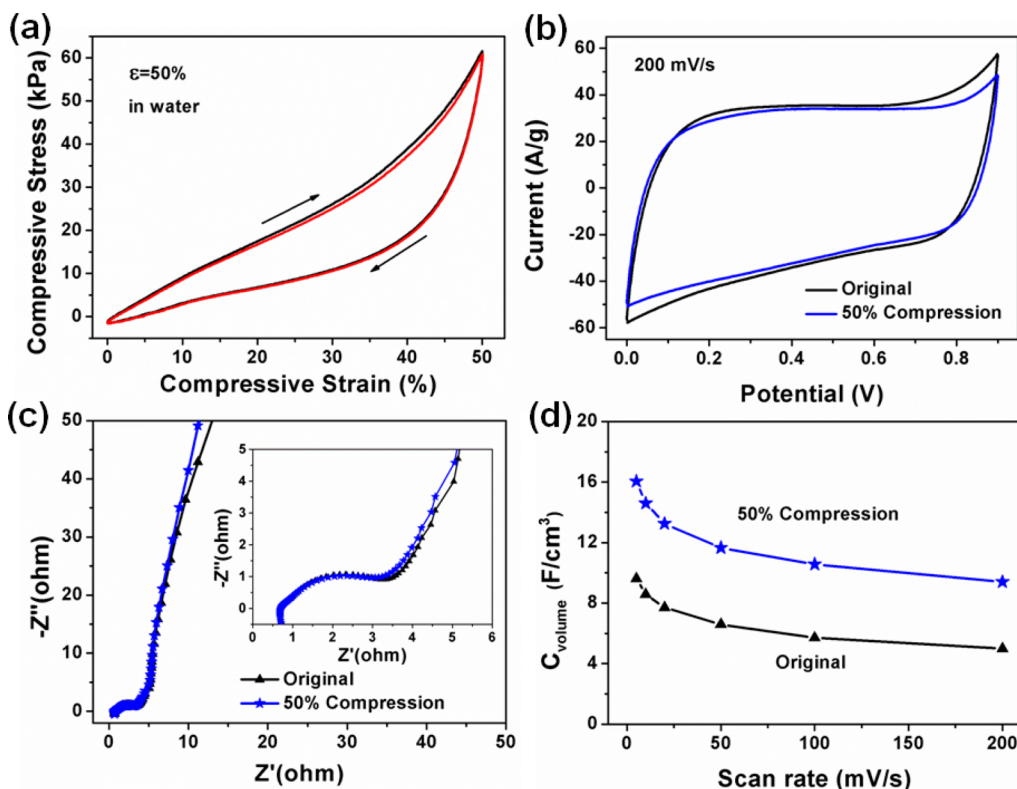 (a)
Compressive Stress (kPa)
60
50
40
30
20
10
0
ε=50%
in water
0 10 20 30 40 50
Compressive Strain (%)
(b)
Current (A/g)
60
40
20
0
-20
-40
-60
200 mV/s
Original
50% Compression
0.0 0.2 0.4 0.6 0.8
Potential (V)
(c)
-Z''(ohm)
50
40
30
20
10
0
-Z''(ohm)
5
4
3
2
1
0
0 1 2 3 4 5 6
Z'(ohm)
Original
50% Compression
0 10 20 30 40 50
Z'(ohm)
(d)
Cvolume (F/cm³)
20
16
12
8
4
0
50% Compression
Original
0 50 100 150 200
Scan rate (mV/s)